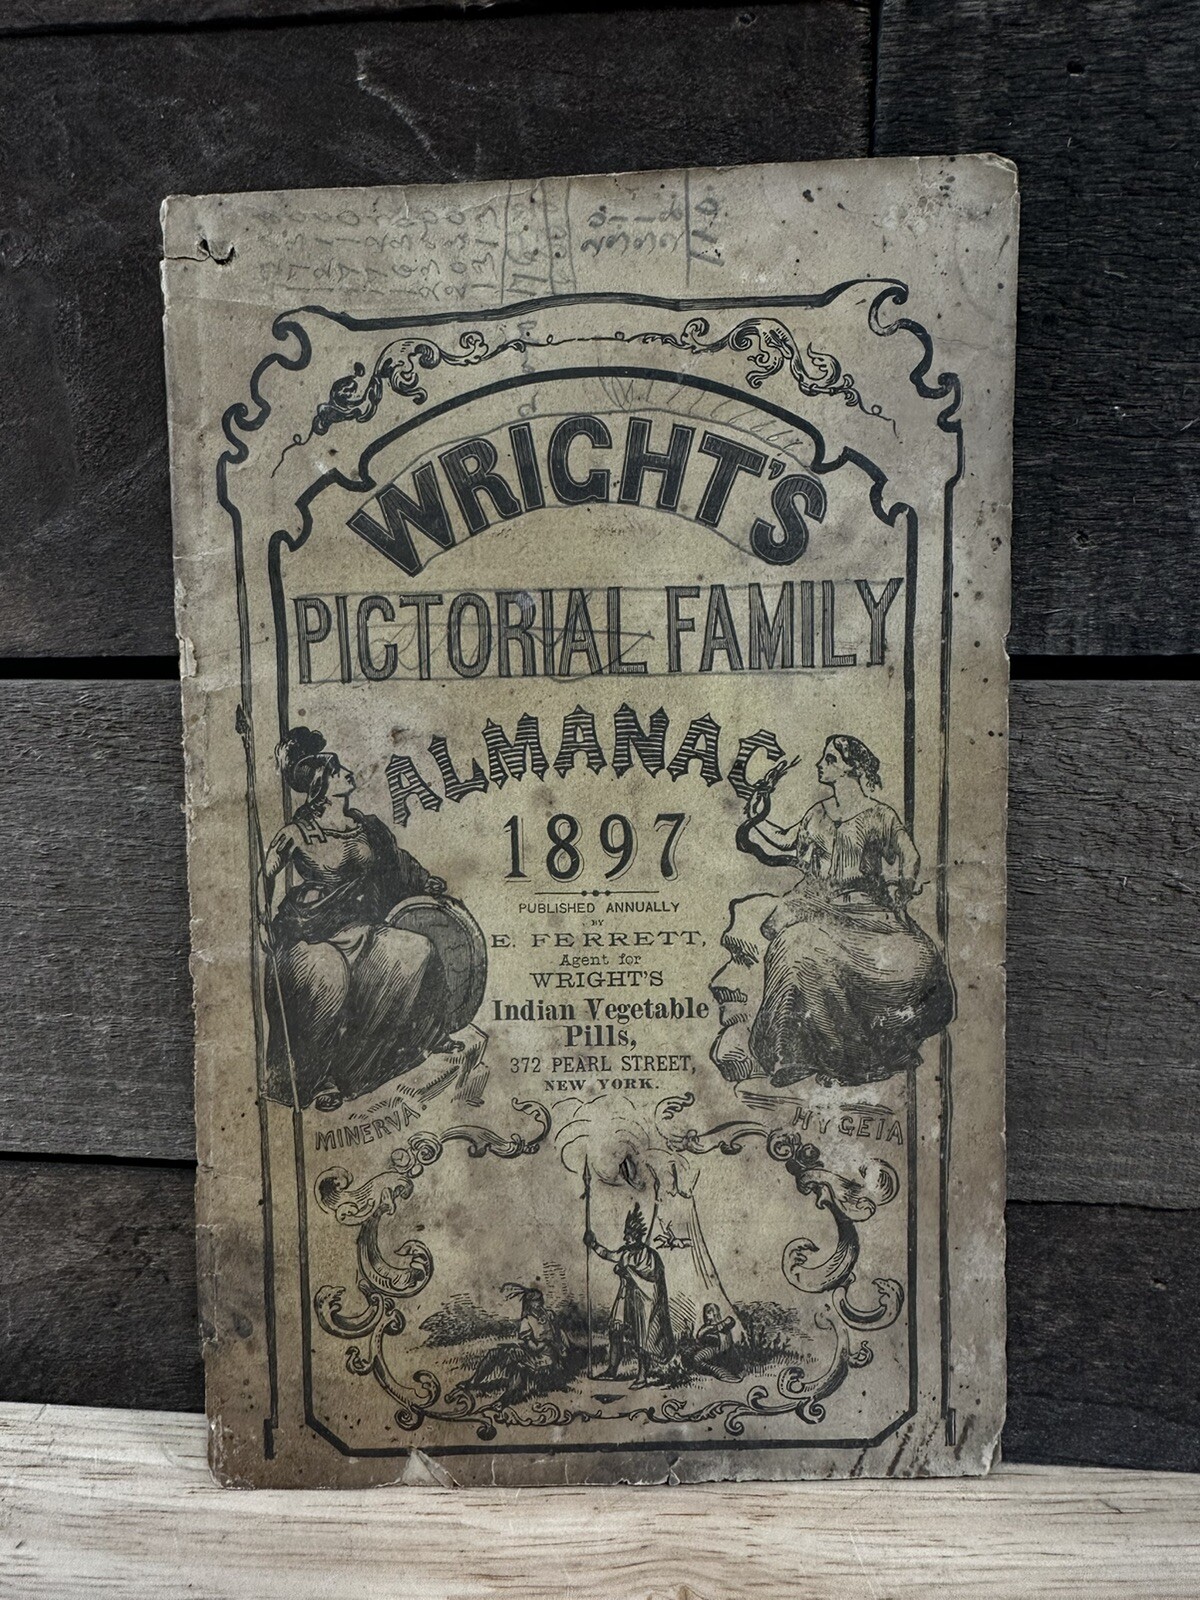 WRIGHT'S
PICTORIAL FAMILY
ALMANAC
1897
PUBLISHED ANNUALLY
BY
E. FERRETT,
Agent for
WRIGHT'S
Indian Vegetable
Pills,
372 PEARL STREET,
NEW YORK.
MINERVA.
HYGEIA